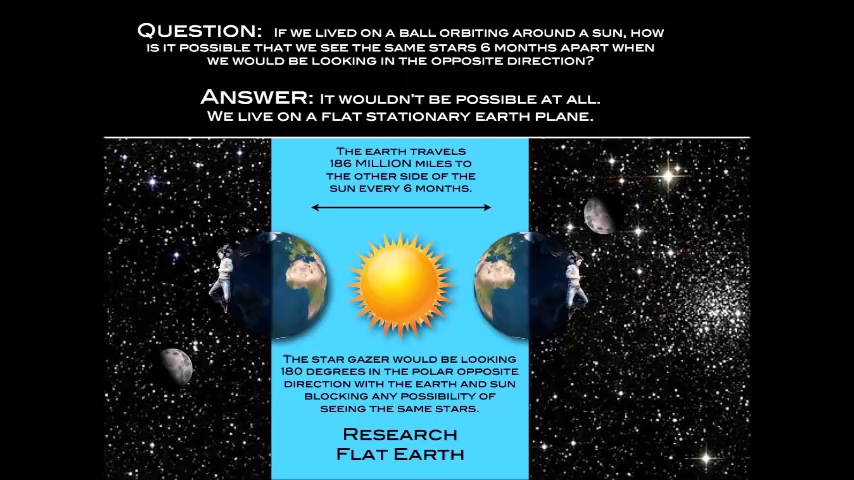 QUESTION: IF WE LIVED ON A BALL ORBITING AROUND A SUN, HOW
IS IT POSSIBLE THAT WE SEE THE SAME STARS 6 MONTHS APART WHEN
WE WOULD BE LOOKING IN THE OPPOSITE DIRECTION?
ANSWER: IT WOULDN'T BE POSSIBLE AT ALL.
WE LIVE ON A FLAT STATIONARY EARTH PLANE.
THE EARTH TRAVELS
186 MILLION MILES TO
THE OTHER SIDE OF THE
SUN EVERY 6 MONTHS.
THE STAR GAZER WOULD BE LOOKING
180 DEGREES IN THE POLAR OPPOSITE
DIRECTION WITH THE EARTH AND SUN
BLOCKING ANY POSSIBILITY OF
SEEING THE SAME STARS.
RESEARCH
FLAT EARTH